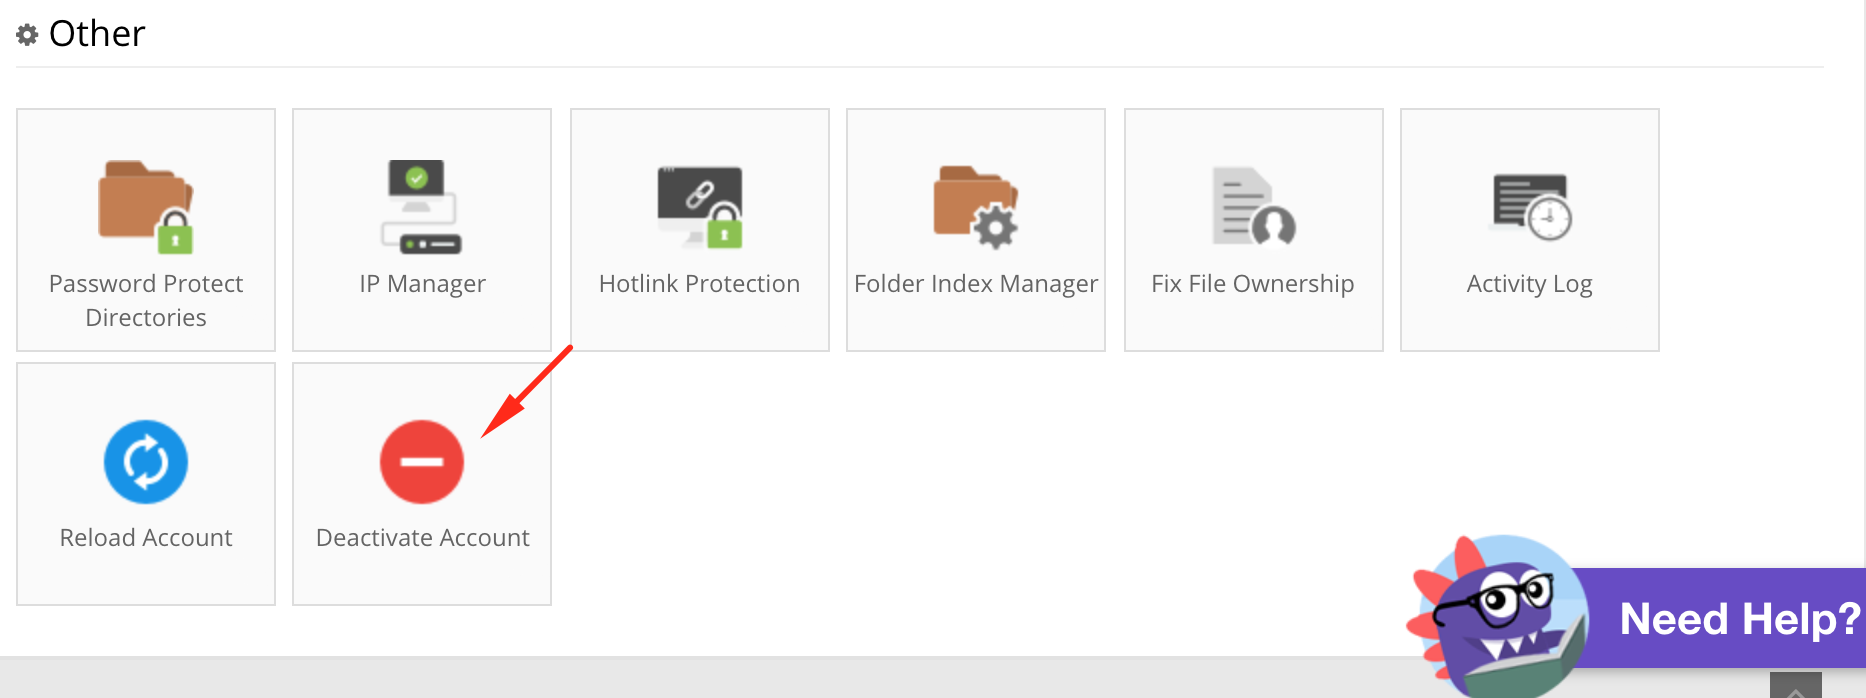 Other
Password Protect
Directories
IP Manager
Hotlink Protection
Folder Index Manager
Fix File Ownership
Activity Log
Reload Account
Deactivate Account
Need Help?